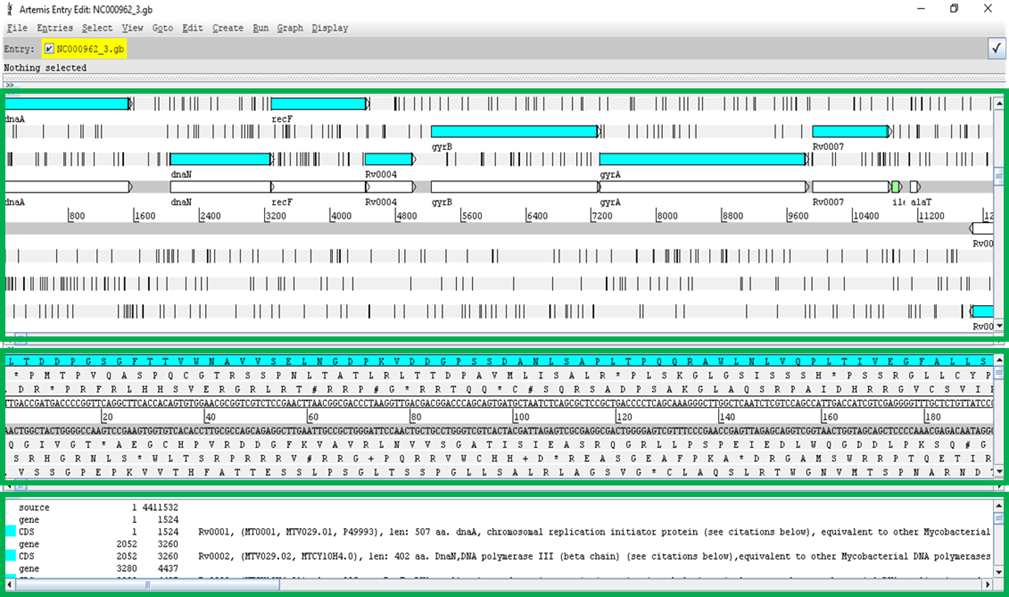 Artemis Entry Edit: NC000962_3.gb
File Entries Select View Goto Edit Create Run Graph Display
Entry: NC000962_3.gb
Nothing selected
dnaA recF
gyrB Rv0007
dnaN Rv0004 gyrA
dnaA dnaN recF Rv0004 gyrB gyrA Rv0007 alaT
800 1600 2400 3200 4000 4800 5600 6400 7200 8000 8800 9600 10400 11200 12
Rv00
Rv00
L T D D P G S G F T T V W N A V V S E L N G D P K V D D G P S S D A N L S A P L T P Q Q R A W L N L V Q P L T I V E G F A L L S
* P M T P V Q A S P Q C G T R S S P N L T A T L R L T T D P A V M L I S A L R * P L S K G L G S I S S S H * P S S R G L L C Y P
D R * P R F R L H H S V E R G R L R T # R R P # G * R R T Q Q * C # S Q R S A D P S A K G L A Q S R P A I D H R R G V C S V I
20 40 60 80 100 120 140 160 180
Q G I V G T * A E G C H P V R D D G F K V A R L N V V S G A T I S I E A S R Q G R L L S P E I E D L W Q G D D L P K S Q # G
S R H G R N L S * W L T S R P R R R V # R R G + P Q R R V W C H H + D * R E A S G E A F P K A * D R G A M S W R R P T Q E T I R
V S S G P E P K V V T H F A T T E S S L P S G L T S S P G L L S A L R L A G S V G * C L A Q S L R T W G N V M T S P N A R N D
source 1 4411532
gene 1 1524
CDS 1 1524 Rv0001, (MT0001, MTV029.01, P49993), len: 507 aa. dnaA, chromosomal replication initiator protein (see citations below), equivalent to other Mycobacterial
gene 2052 3260
CDS 2052 3260 Rv0002, (MTV029.02, MTCY10H4.0), len: 402 aa. DnaN,DNA polymerase III (beta chain) (see citations below),equivalent to other Mycobacterial DNA polymerases
gene 3280 4437